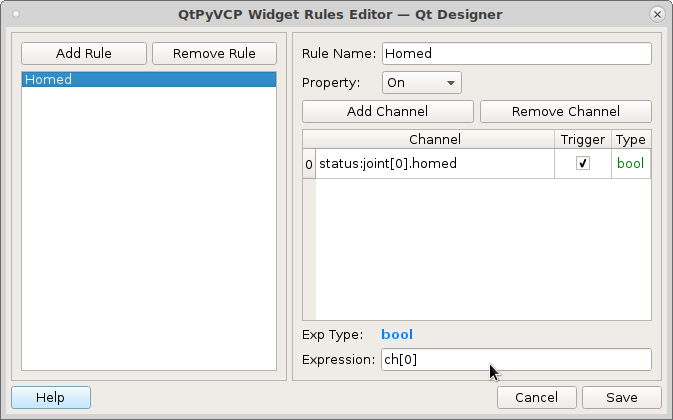 QtPyVCP Widget Rules Editor — Qt Designer
Add Rule
Remove Rule
Homed
Rule Name: Homed
Property: On
Add Channel
Remove Channel
Channel Trigger Type
0 status:joint[0].homed bool
Exp Type: bool
Expression: ch[0]
Help
Cancel
Save